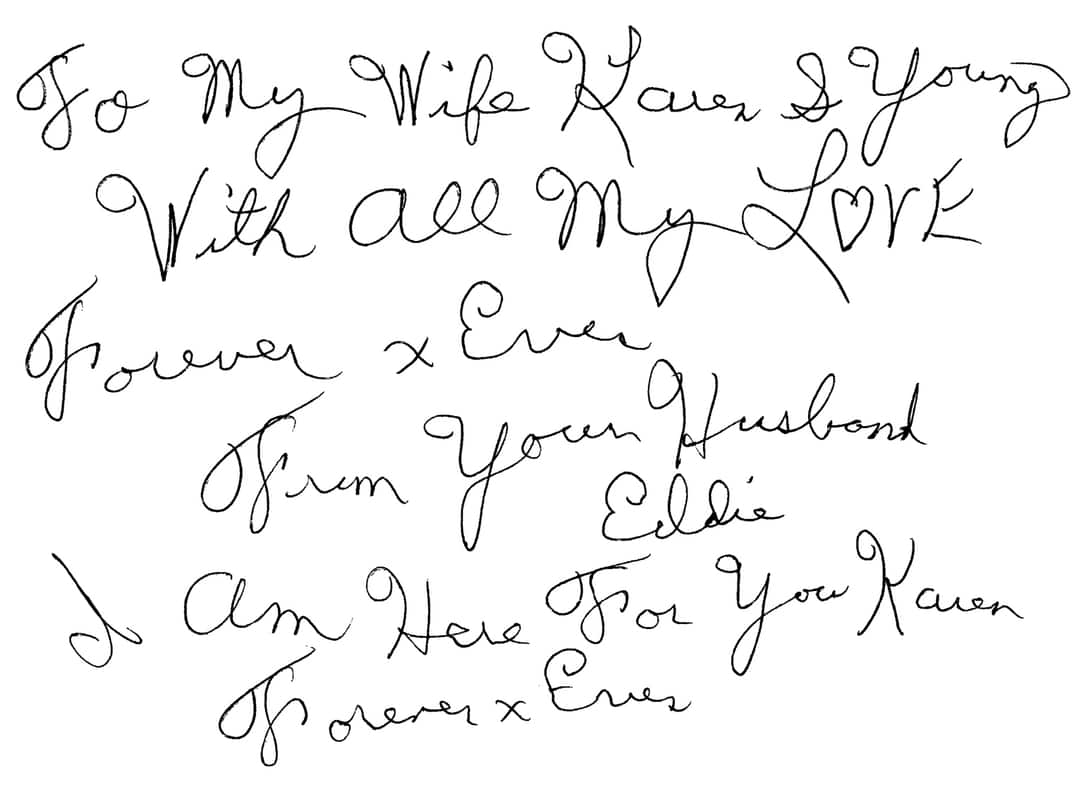 To My Wife Karen S Young
With All My LOVE
Forever x Ever
From Your Husband
Eddie
I Am Here For You Karen
Forever x Ever